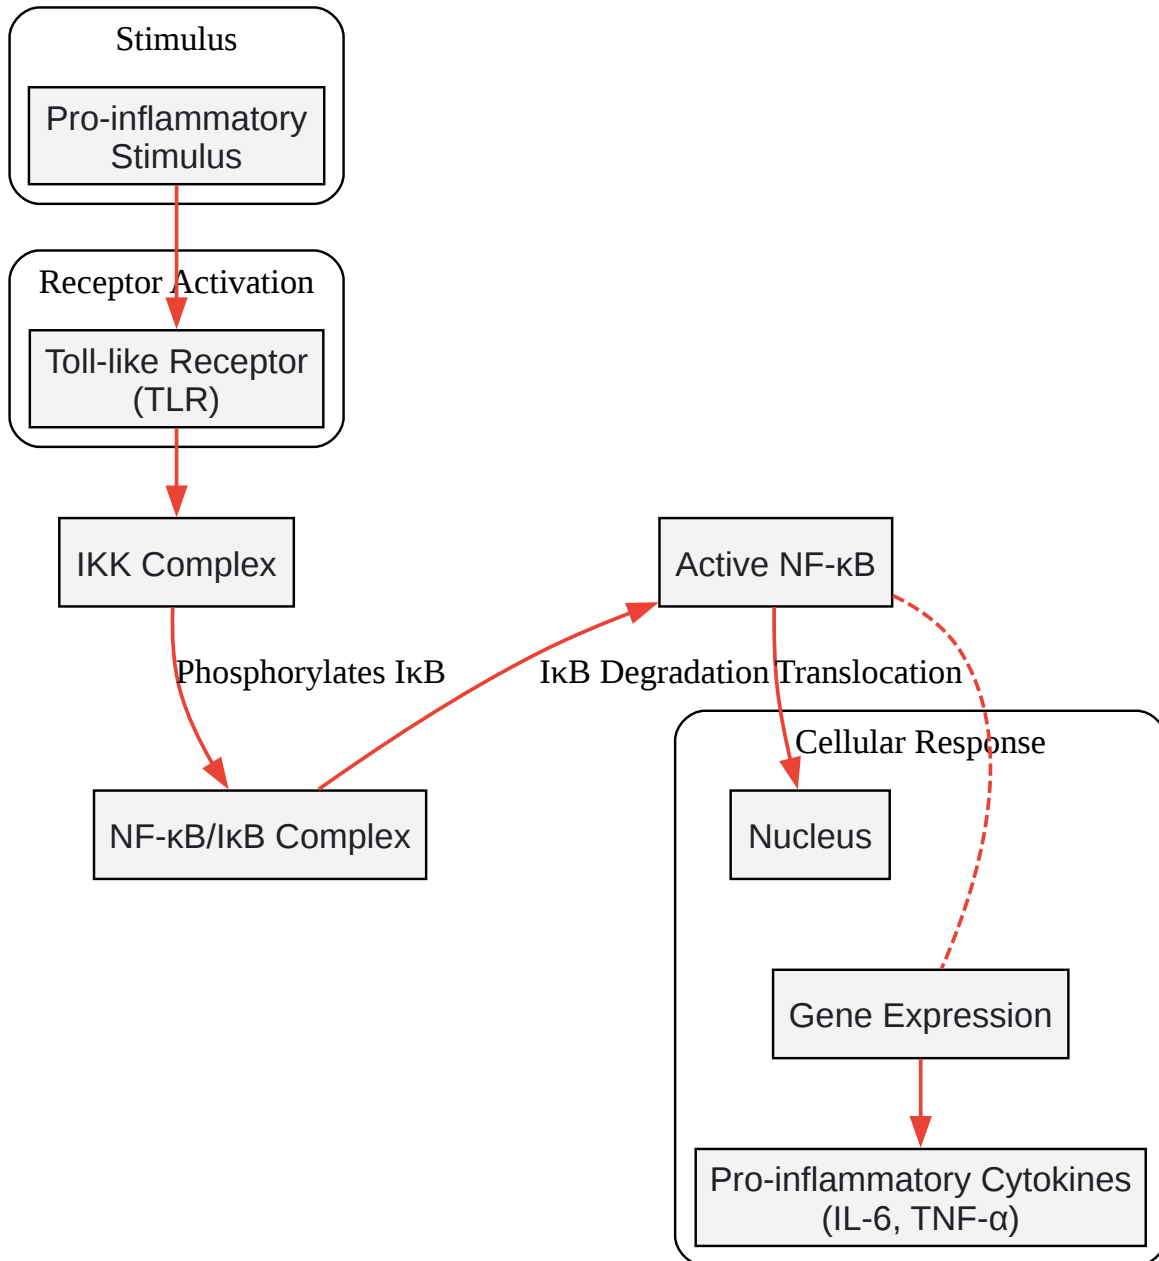 Stimulus
Pro-inflammatory
Stimulus
Receptor Activation
Toll-like Receptor
(TLR)
IKK Complex
Active NF-κB
Phosphorylates IκB
IκB Degradation
Translocation
Cellular Response
NF-κB/IκB Complex
Nucleus
Gene Expression
Pro-inflammatory Cytokines
(IL-6, TNF-α)